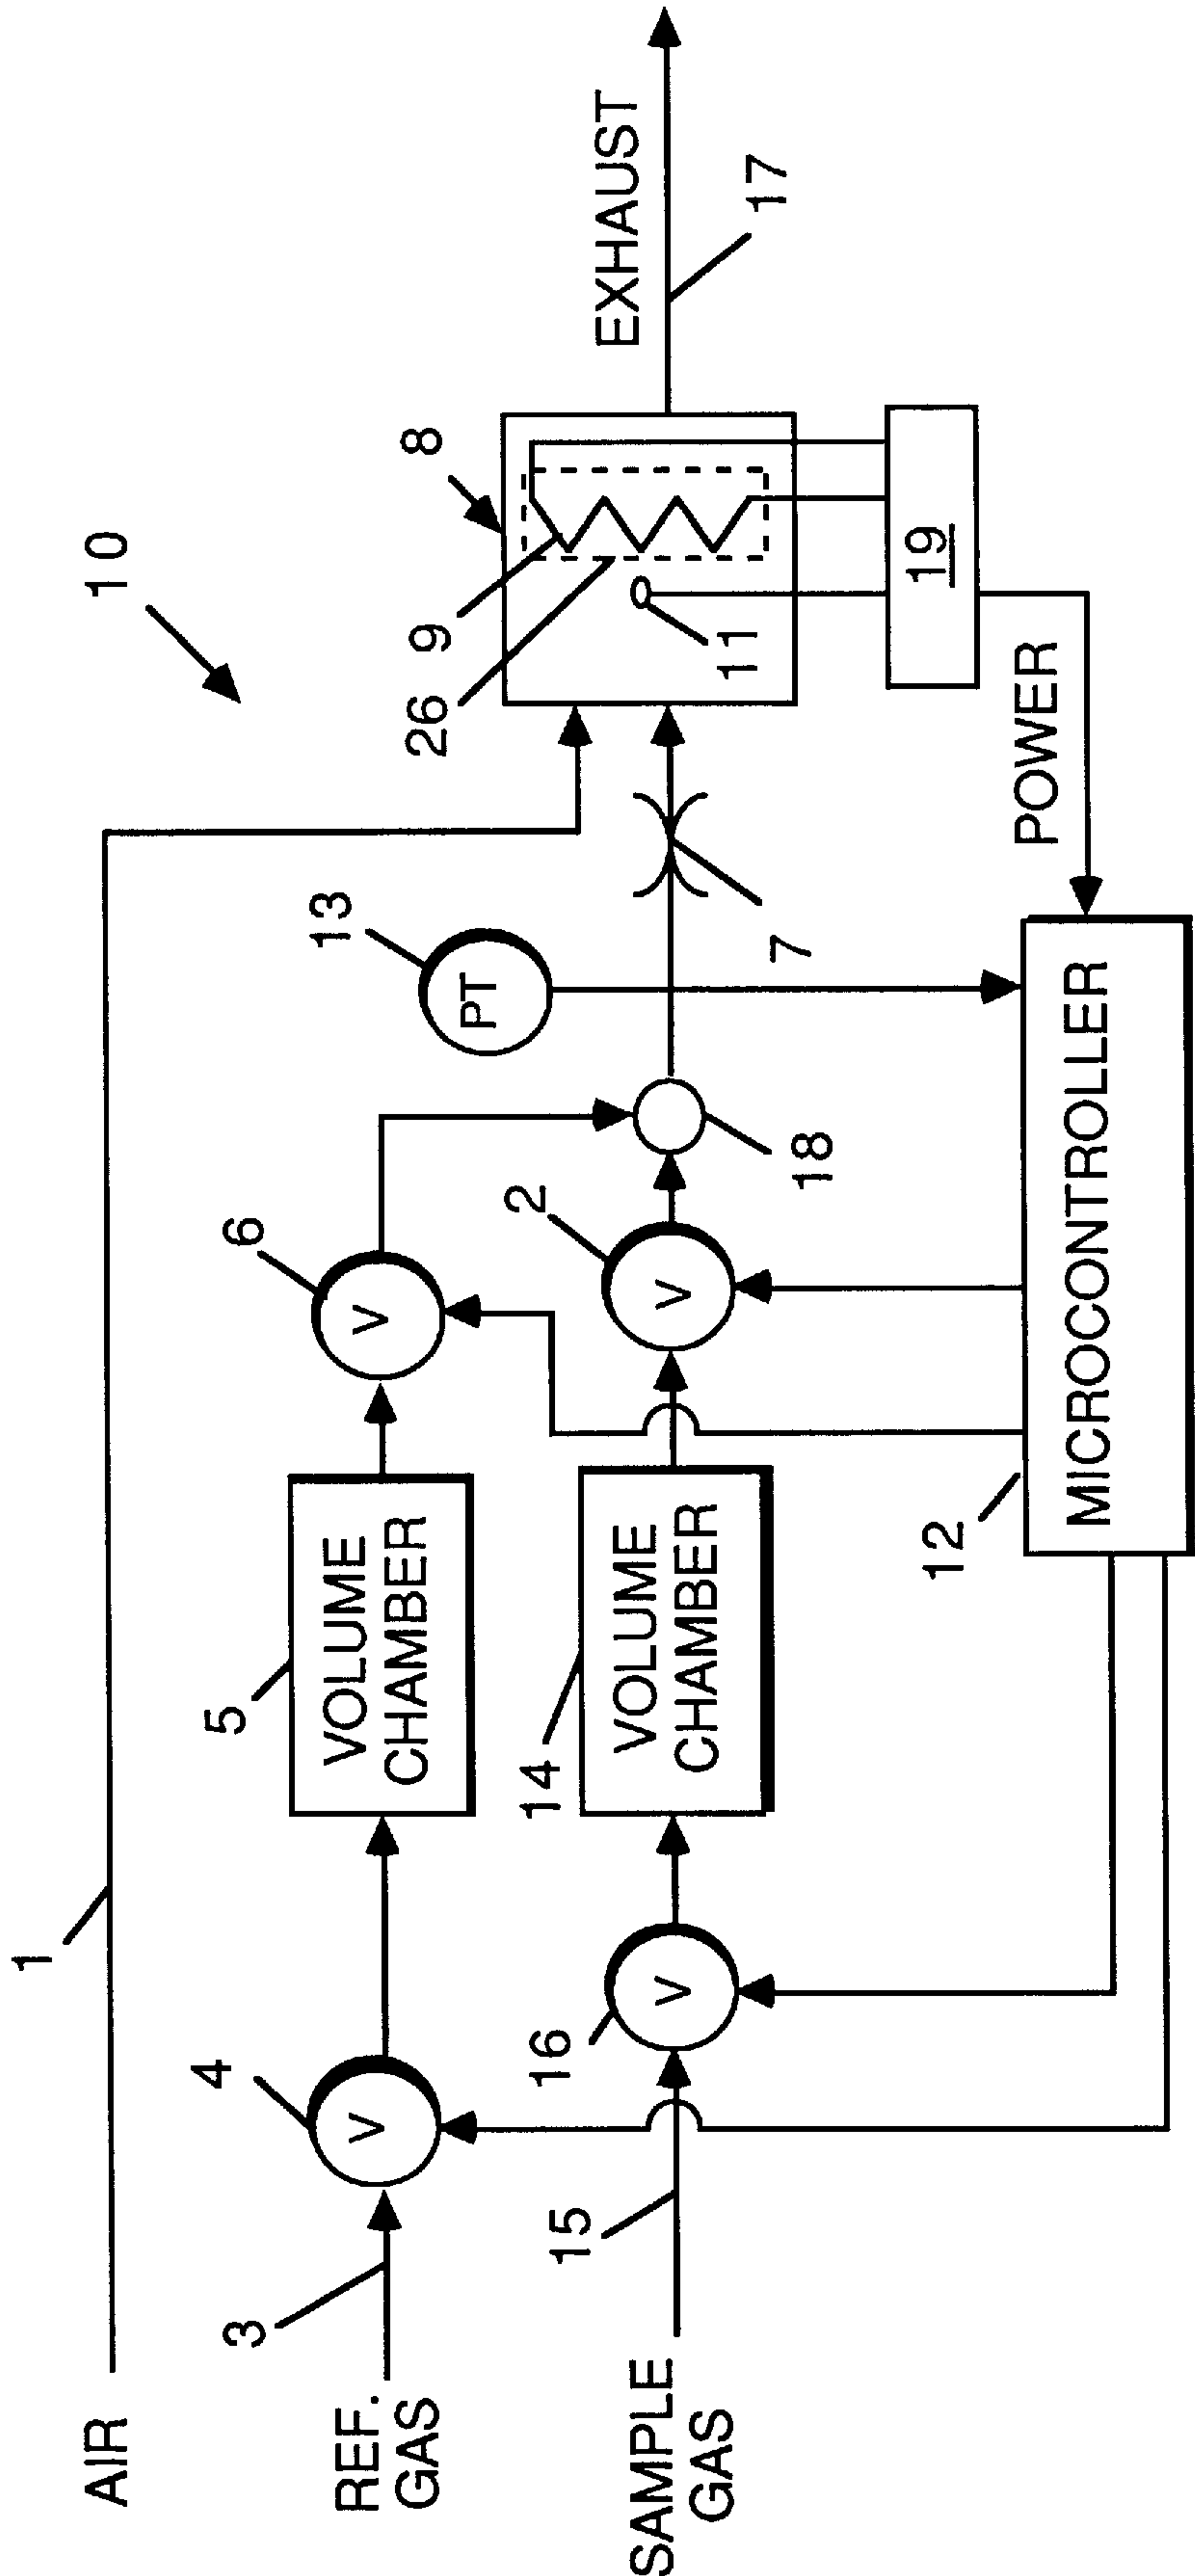 10
1
AIR
3
REF.
GAS
4
V
5
VOLUME
CHAMBER
6
V
13
PT
SAMPLE
GAS
15
16
V
14
VOLUME
CHAMBER
2
V
18
7
8
9
26
11
EXHAUST
17
19
POWER
12
MICROCONTROLLER